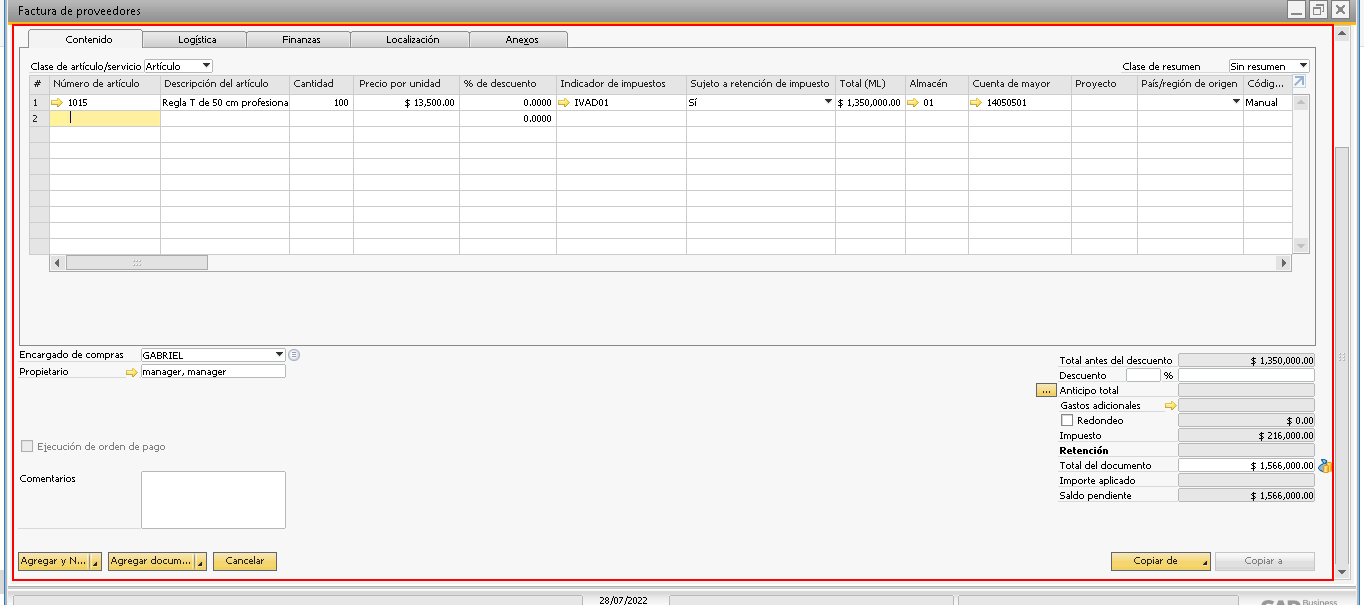 Factura de proveedores
Contenido Logística Finanzas Localización Anexos
Clase de artículo/servicio Artículo Clase de resumen Sin resumen
# Número de artículo Descripción del artículo Cantidad Precio por unidad % de descuento Indicador de impuestos Sujeto a retención de impuesto Total (ML) Almacén Cuenta de mayor Proyecto País/región de origen Códig...
1 1015 Regla T de 50 cm profesiona 100 $ 13,500.00 0.0000 IVAD01 Sí $ 1,350,000.00 01 14050501 Manual
2 0.0000
Encargado de compras GABRIEL
Propietario manager, manager
Total antes del descuento $ 1,350,000.00
Descuento %
... Anticipo total
Gastos adicionales
Redondeo $ 0.00
Ejecución de orden de pago
Impuesto $ 216,000.00
Retención
Total del documento $ 1,566,000.00
Comentarios
Importe aplicado
Saldo pendiente $ 1,566,000.00
Agregar y N... Agregar docum... Cancelar Copiar de Copiar a
28/07/2022
Business